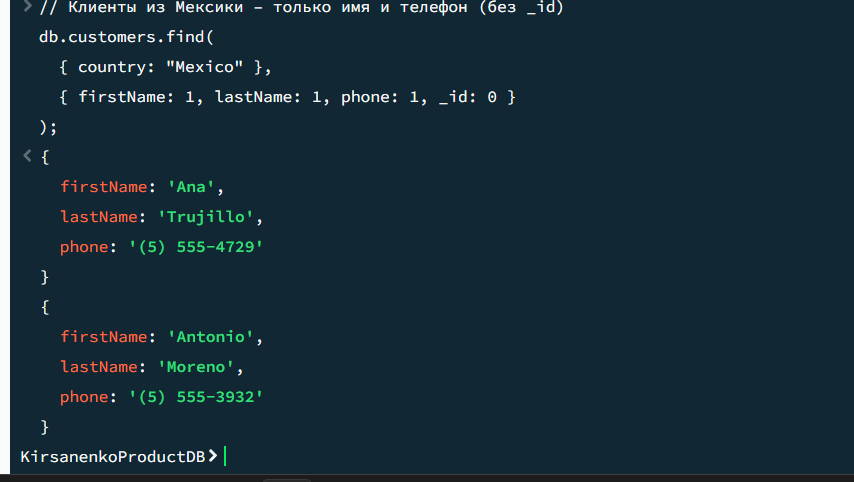 > // Клиенты из Мексики – только имя и телефон (без _id)
db.customers.find(
{ country: "Mexico" },
{ firstName: 1, lastName: 1, phone: 1, _id: 0 }
);
< {
firstName: 'Ana',
lastName: 'Trujillo',
phone: '(5) 555-4729'
}
{
firstName: 'Antonio',
lastName: 'Moreno',
phone: '(5) 555-3932'
}
KirsanenkoProductDB>